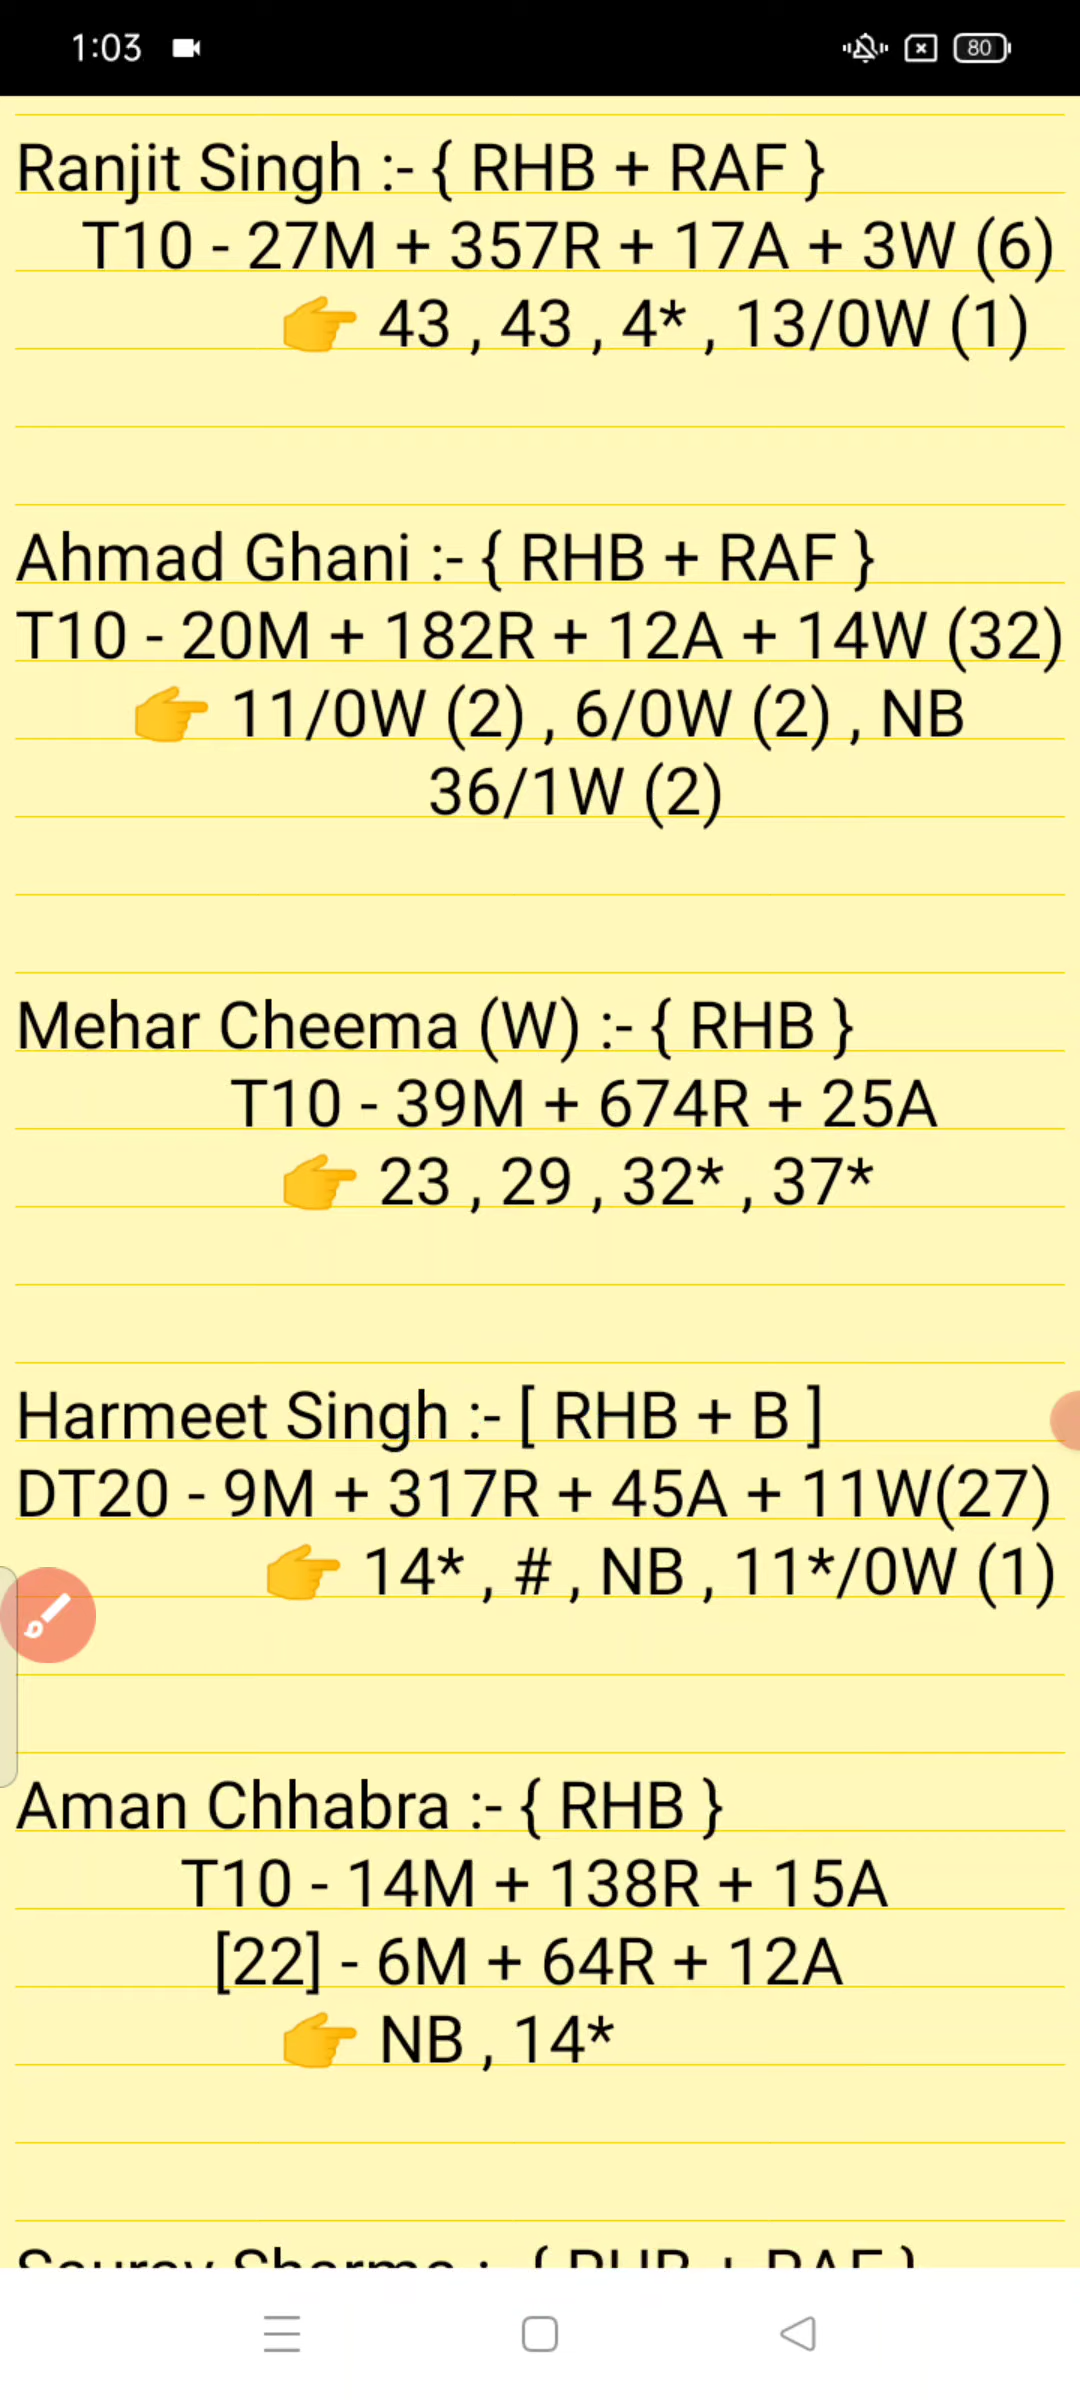 1:03
80
Ranjit Singh :- { RHB + RAF }
T10 - 27M + 357R + 17A + 3W (6)
👉 43 , 43 , 4* , 13/0W (1)
Ahmad Ghani :- { RHB + RAF }
T10 - 20M + 182R + 12A + 14W (32)
👉 11/0W (2) , 6/0W (2) , NB
36/1W (2)
Mehar Cheema (W) :- { RHB }
T10 - 39M + 674R + 25A
👉 23 , 29 , 32* , 37*
Harmeet Singh :- [ RHB + B ]
DT20 - 9M + 317R + 45A + 11W(27)
👉 14* , # , NB , 11*/0W (1)
Aman Chhabra :- { RHB }
T10 - 14M + 138R + 15A
[22] - 6M + 64R + 12A
👉 NB , 14*